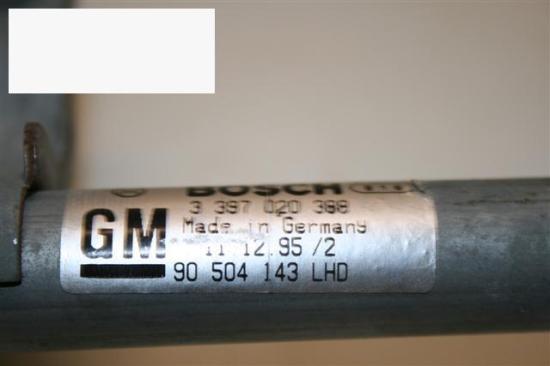 BOSCH
3 397 020 388
GM Made in Germany
11 12.95 /2
90 504 143 LHD